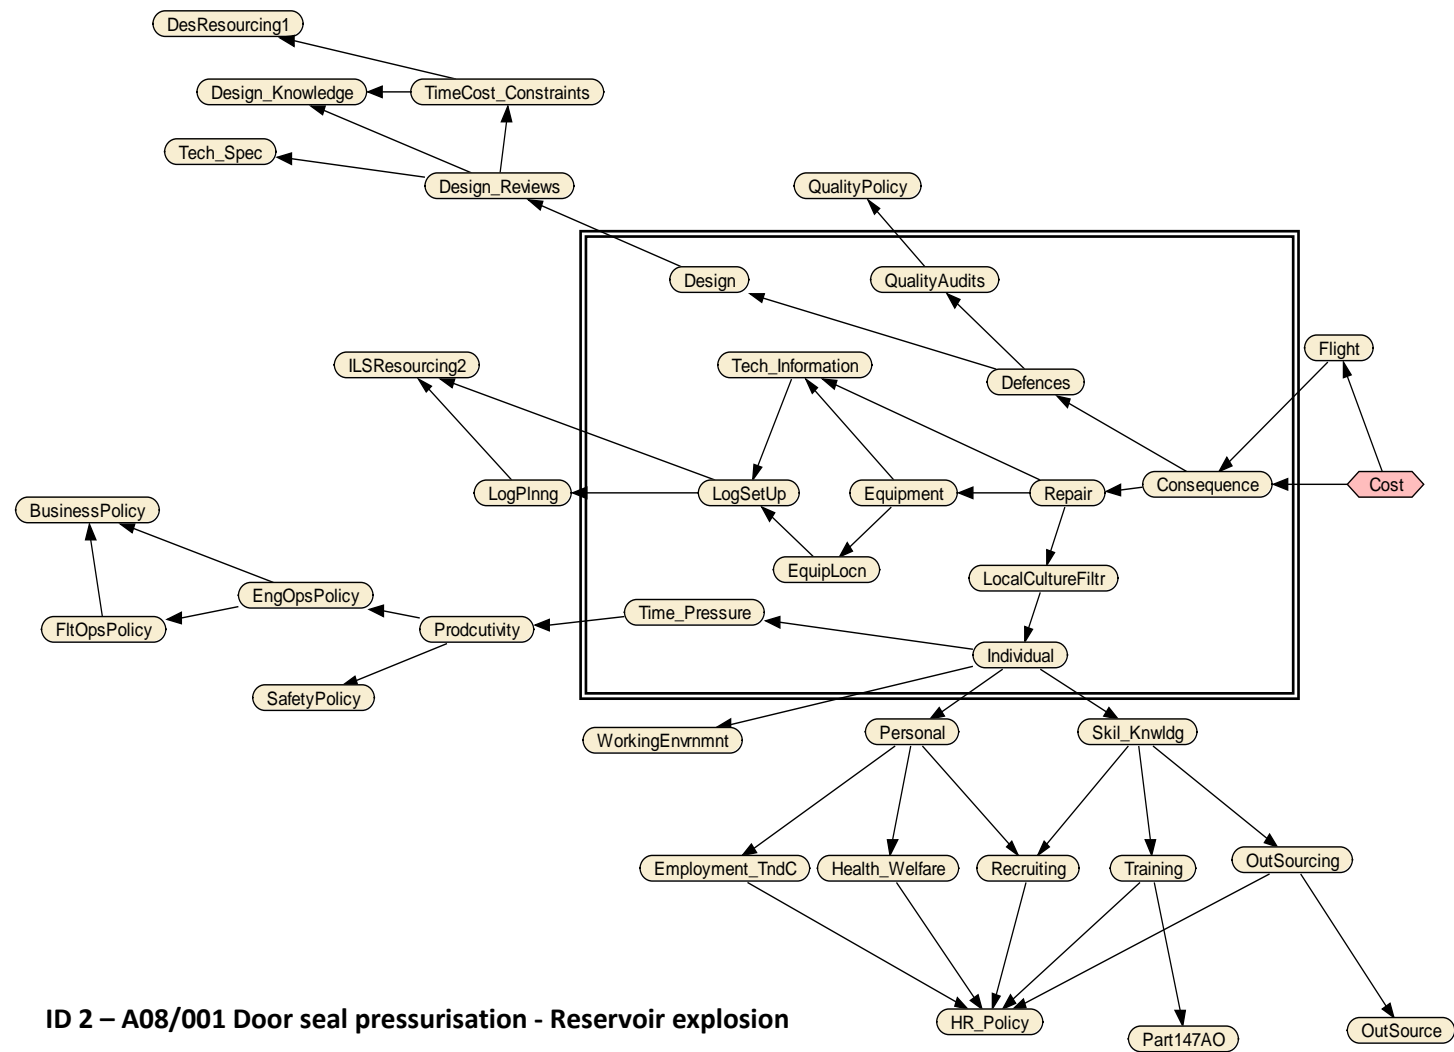 DesResourcing1
Design_Knowledge
TimeCost_Constraints
Tech_Spec
Design_Reviews
QualityPolicy
Design
QualityAudits
ILSResourcing2
Tech_Information
Defences
Flight
LogPlnng
LogSetUp
Equipment
Repair
Consequence
Cost
BusinessPolicy
EquipLocn
LocalCultureFiltr
EngOpsPolicy
Time_Pressure
FltOpsPolicy
Prodcutivity
Individual
SafetyPolicy
WorkingEnvrnmnt
Personal
Skil_Knwldg
Employment_TndC
Health_Welfare
Recruiting
Training
OutSourcing
HR_Policy
Part147AO
OutSource
ID 2 – A08/001 Door seal pressurisation - Reservoir explosion